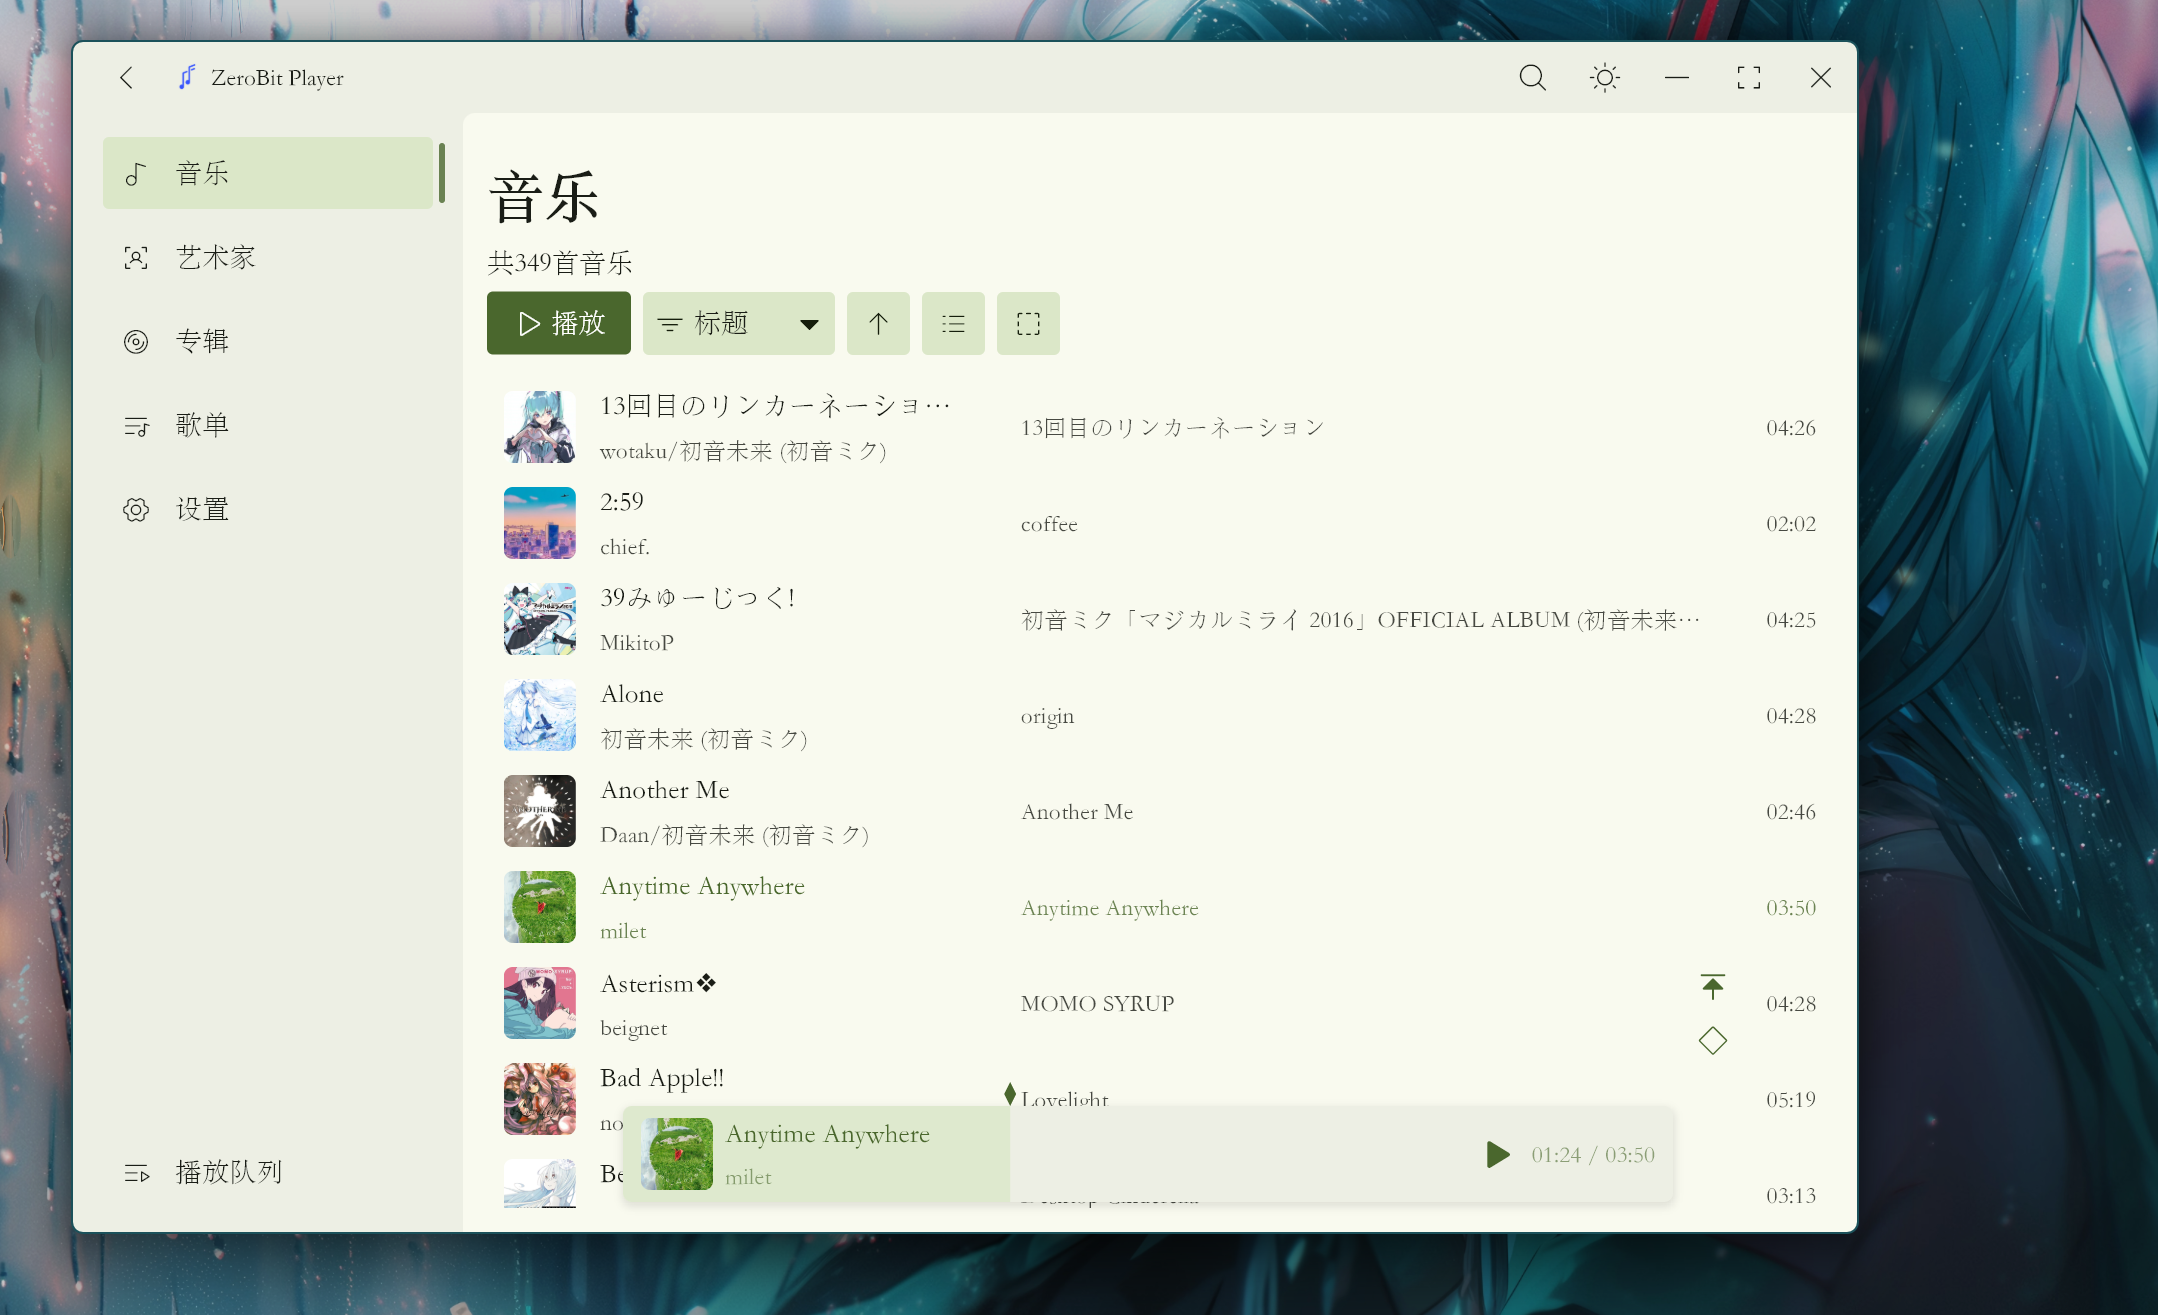 ZeroBit Player
音乐
艺术家
专辑
歌单
设置
播放队列
音乐
共349首音乐
播放
标题
13回目のリンカーネーショ…
wotaku/初音未来 (初音ミク)
13回目のリンカーネーション
04:26
2:59
chief.
coffee
02:02
39みゅーじっく!
MikitoP
初音ミク「マジカルミライ 2016」OFFICIAL ALBUM (初音未来…
04:25
Alone
初音未来 (初音ミク)
origin
04:28
Another Me
Daan/初音未来 (初音ミク)
Another Me
02:46
Anytime Anywhere
milet
Anytime Anywhere
03:50
Asterism❖
beignet
MOMO SYRUP
04:28
Bad Apple!!
no
Lovelight
05:19
Be
03:13
Anytime Anywhere
milet
01:24 / 03:50